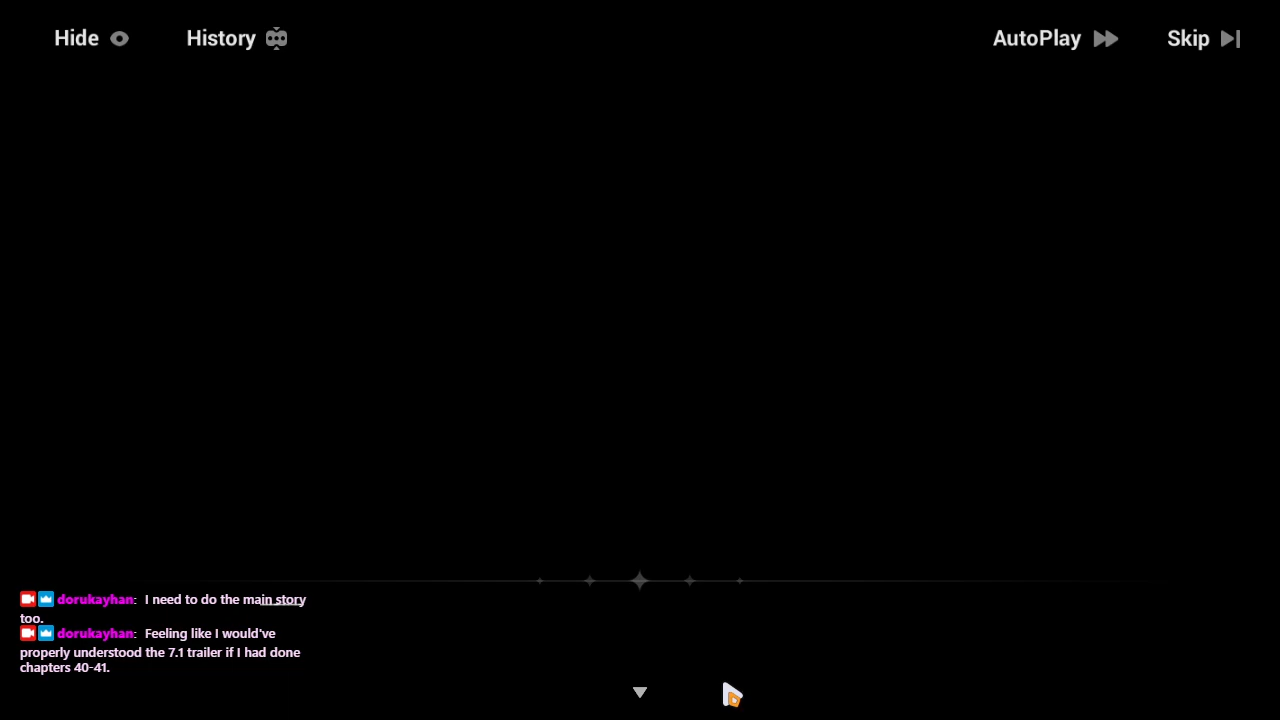 Hide
History
AutoPlay
Skip
dorukayhan: I need to do the main story
too.
dorukayhan: Feeling like I would've
properly understood the 7.1 trailer if I had done
chapters 40-41.